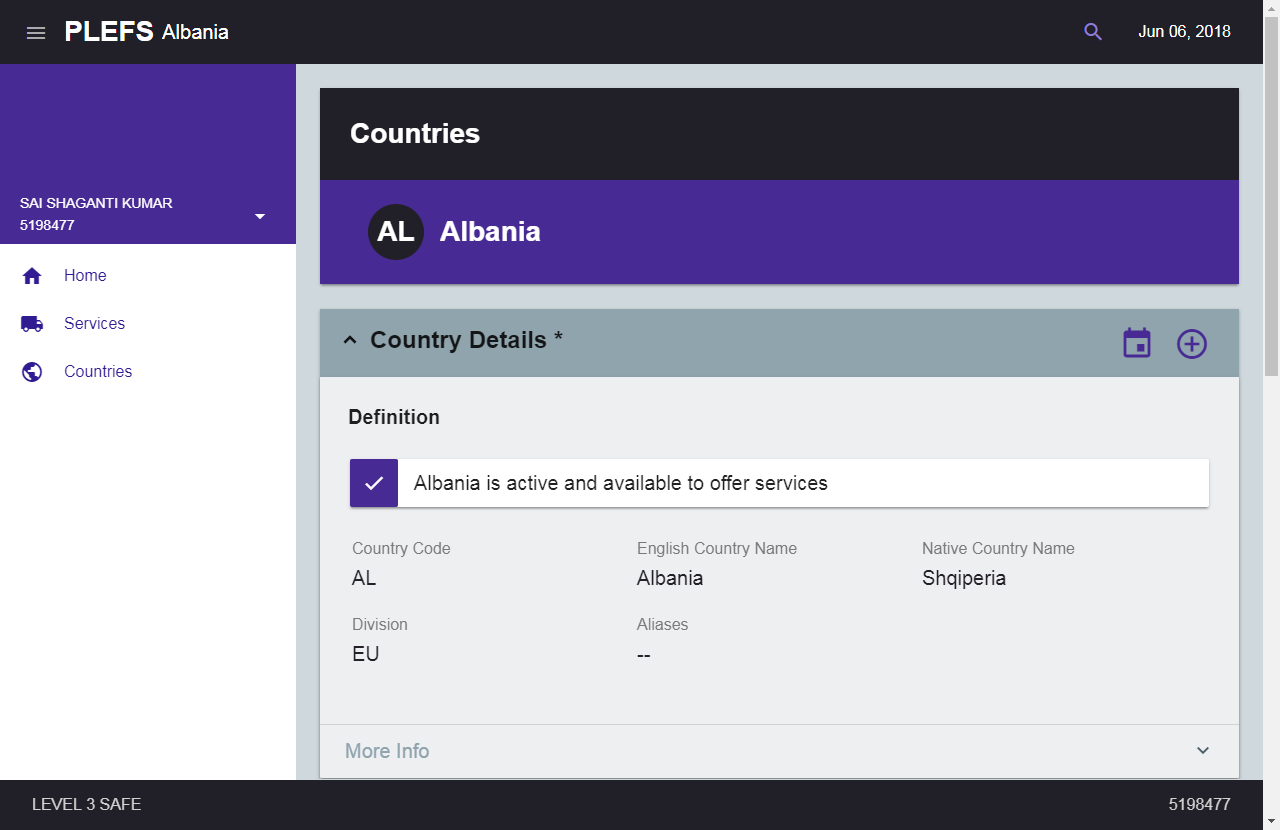 PLEFS Albania
Jun 06, 2018
SAI SHAGANTI KUMAR
5198477
Home
Services
Countries
Countries
AL Albania
Country Details *
Definition
Albania is active and available to offer services
Country Code
AL
English Country Name
Albania
Native Country Name
Shqiperia
Division
EU
Aliases
--
More Info
LEVEL 3 SAFE
5198477